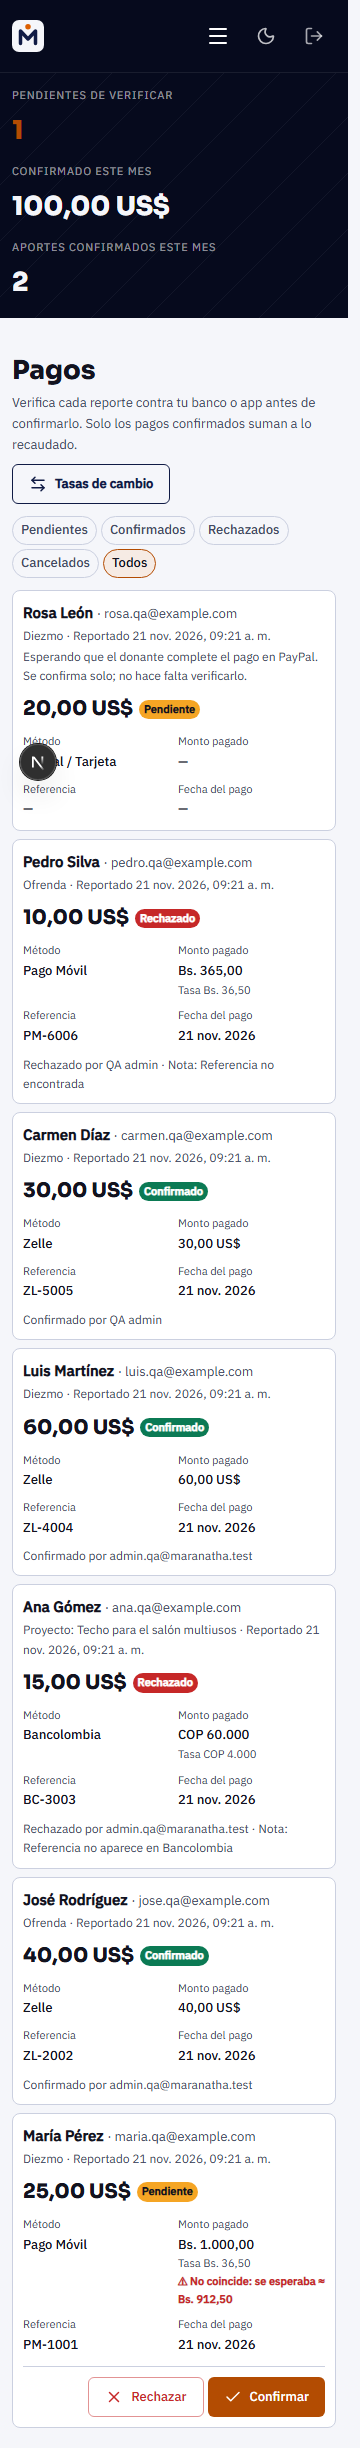 M
PENDIENTES DE VERIFICAR
1
CONFIRMADO ESTE MES
100,00 US$
APORTES CONFIRMADOS ESTE MES
2
Pagos
Verifica cada reporte contra tu banco o app antes de
confirmarlo. Solo los pagos confirmados suman a lo
recaudado.
Tasas de cambio
Pendientes Confirmados Rechazados
Cancelados Todos
Rosa León · rosa.qa@example.com
Diezmo · Reportado 21 nov. 2026, 09:21 a. m.
Esperando que el donante complete el pago en PayPal.
Se confirma solo; no hace falta verificarlo.
20,00 US$ Pendiente
Método Monto pagado
N al / Tarjeta —
Referencia Fecha del pago
— —
Pedro Silva · pedro.qa@example.com
Ofrenda · Reportado 21 nov. 2026, 09:21 a. m.
10,00 US$ Rechazado
Método Monto pagado
Pago Móvil Bs. 365,00
Tasa Bs. 36,50
Referencia Fecha del pago
PM-6006 21 nov. 2026
Rechazado por QA admin · Nota: Referencia no
encontrada
Carmen Díaz · carmen.qa@example.com
Diezmo · Reportado 21 nov. 2026, 09:21 a. m.
30,00 US$ Confirmado
Método Monto pagado
Zelle 30,00 US$
Referencia Fecha del pago
ZL-5005 21 nov. 2026
Confirmado por QA admin
Luis Martínez · luis.qa@example.com
Diezmo · Reportado 21 nov. 2026, 09:21 a. m.
60,00 US$ Confirmado
Método Monto pagado
Zelle 60,00 US$
Referencia Fecha del pago
ZL-4004 21 nov. 2026
Confirmado por admin.qa@maranatha.test
Ana Gómez · ana.qa@example.com
Proyecto: Techo para el salón multiusos · Reportado 21
nov. 2026, 09:21 a. m.
15,00 US$ Rechazado
Método Monto pagado
Bancolombia COP 60.000
Tasa COP 4.000
Referencia Fecha del pago
BC-3003 21 nov. 2026
Rechazado por admin.qa@maranatha.test · Nota:
Referencia no aparece en Bancolombia
José Rodríguez · jose.qa@example.com
Ofrenda · Reportado 21 nov. 2026, 09:21 a. m.
40,00 US$ Confirmado
Método Monto pagado
Zelle 40,00 US$
Referencia Fecha del pago
ZL-2002 21 nov. 2026
Confirmado por admin.qa@maranatha.test
María Pérez · maria.qa@example.com
Diezmo · Reportado 21 nov. 2026, 09:21 a. m.
25,00 US$ Pendiente
Método Monto pagado
Pago Móvil Bs. 1.000,00
Tasa Bs. 36,50
⚠ No coincide: se esperaba ≈
Bs. 912,50
Referencia Fecha del pago
PM-1001 21 nov. 2026
Rechazar Confirmar